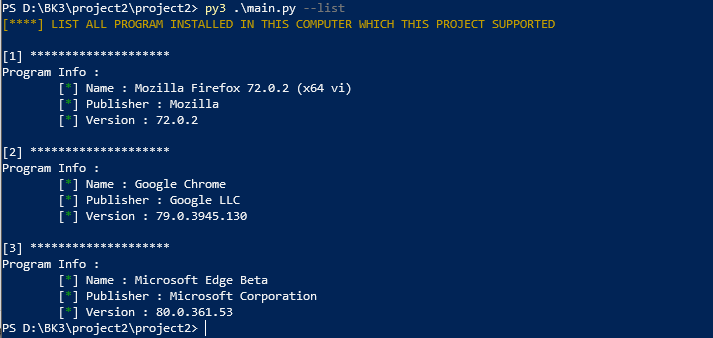 PS D:\BK3\project2\project2> py3 .\main.py --list
[****] LIST ALL PROGRAM INSTALLED IN THIS COMPUTER WHICH THIS PROJECT SUPPORTED
[1] ********************
Program Info :
[*] Name : Mozilla Firefox 72.0.2 (x64 vi)
[*] Publisher : Mozilla
[*] Version : 72.0.2
[2] ********************
Program Info :
[*] Name : Google Chrome
[*] Publisher : Google LLC
[*] Version : 79.0.3945.130
[3] ********************
Program Info :
[*] Name : Microsoft Edge Beta
[*] Publisher : Microsoft Corporation
[*] Version : 80.0.361.53
PS D:\BK3\project2\project2>